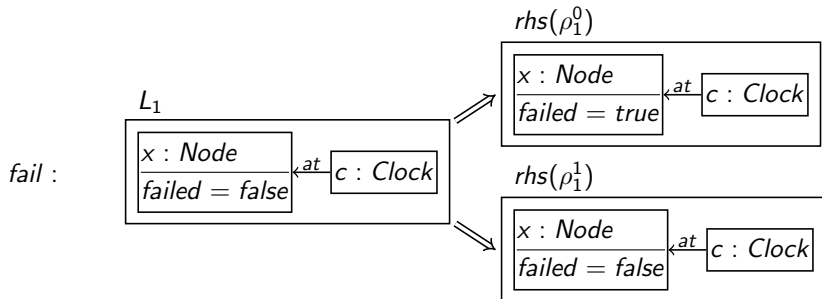 rhs(ρ₁⁰)
x : Node
failed = true
at
c : Clock
L₁
fail :
x : Node
failed = false
at
c : Clock
rhs(ρ₁¹)
x : Node
failed = false
at
c : Clock